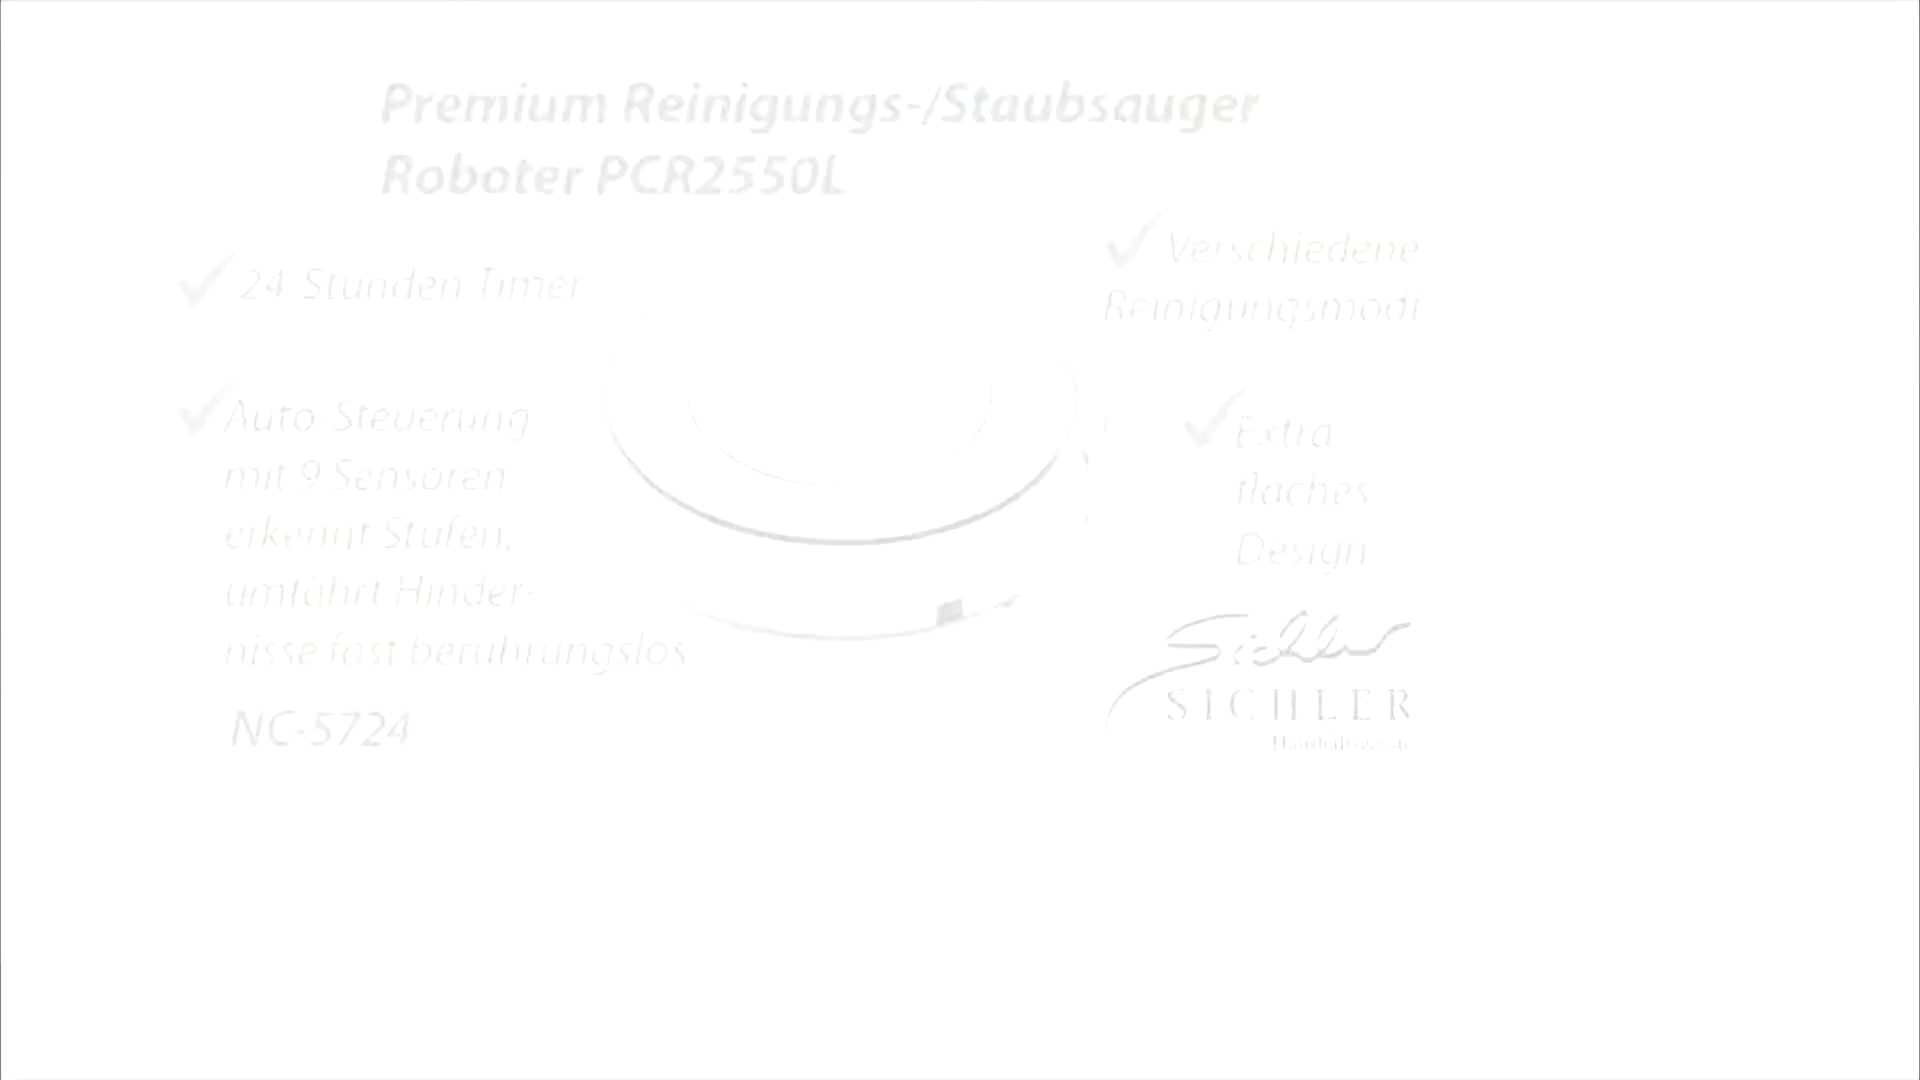 Premium Reinigungs-/Staubsauger
Roboter PCR2550L
24 Stunden Timer
Auto-Steuerung
mit 9 Sensoren
erkennt Stufen,
umfährt Hinder-
nisse fast berührungslos
NC-5724
Verschiedene
Reinigungsmodi
Extra
flaches
Design
Sichler
SICHLER